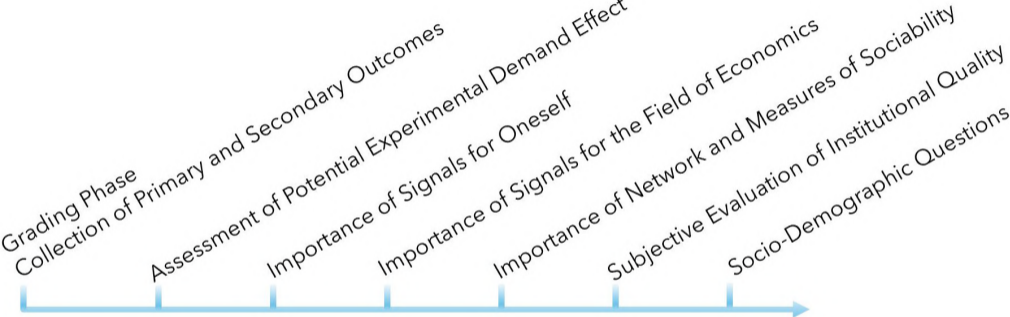 Grading Phase
Collection of Primary and Secondary Outcomes
Assessment of Potential Experimental Demand Effect
Importance of Signals for Oneself
Importance of Signals for the Field of Economics
Importance of Network and Measures of Sociability
Subjective Evaluation of Institutional Quality
Socio-Demographic Questions